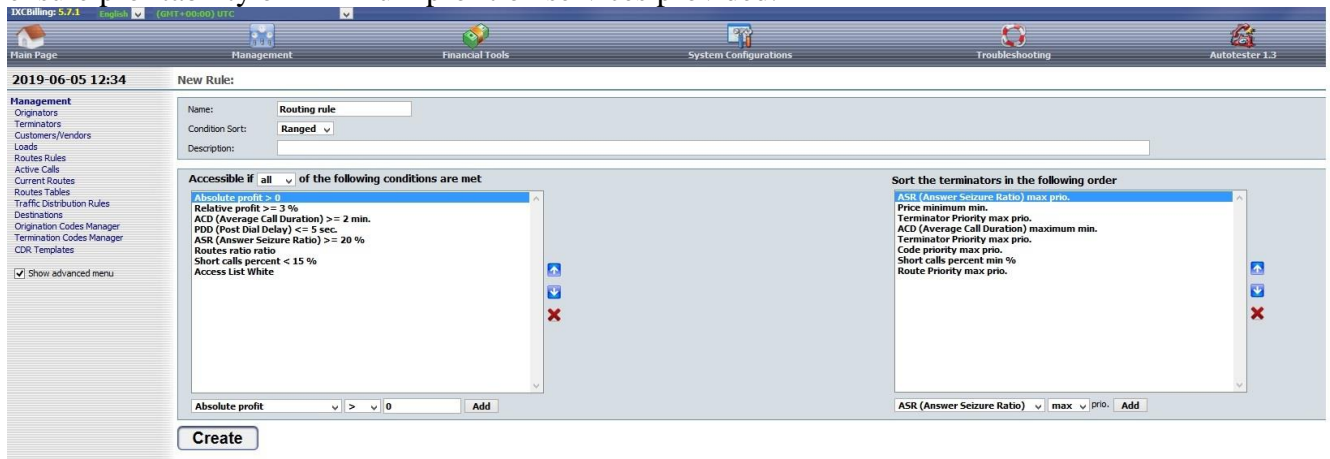 IXCBilling: 5.7.1 English (GMT+00:00) UTC
Main Page Management Financial Tools System Configurations Troubleshooting Autotester 1.3
2019-06-05 12:34
New Rule:
Management
Originators
Terminators
Customers/Vendors
Loads
Routes Rules
Active Calls
Current Routes
Routes Tables
Traffic Distribution Rules
Destinations
Origination Codes Manager
Termination Codes Manager
CDR Templates
Show advanced menu
Name: Routing rule
Condition Sort: Ranged
Description:
Accessible if all of the following conditions are met
Absolute profit > 0
Relative profit >= 3 %
ACD (Average Call Duration) >= 2 min.
PDD (Post Dial Delay) <= 5 sec.
ASR (Answer Seizure Ratio) >= 20 %
Routes ratio ratio
Short calls percent < 15 %
Access List White
Absolute profit > 0 Add
Sort the terminators in the following order
ASR (Answer Seizure Ratio) max prio.
Price minimum min.
Terminator Priority max prio.
ACD (Average Call Duration) maximum min.
Terminator Priority max prio.
Code priority max prio.
Short calls percent min %
Route Priority max prio.
ASR (Answer Seizure Ratio) max prio. Add
Create